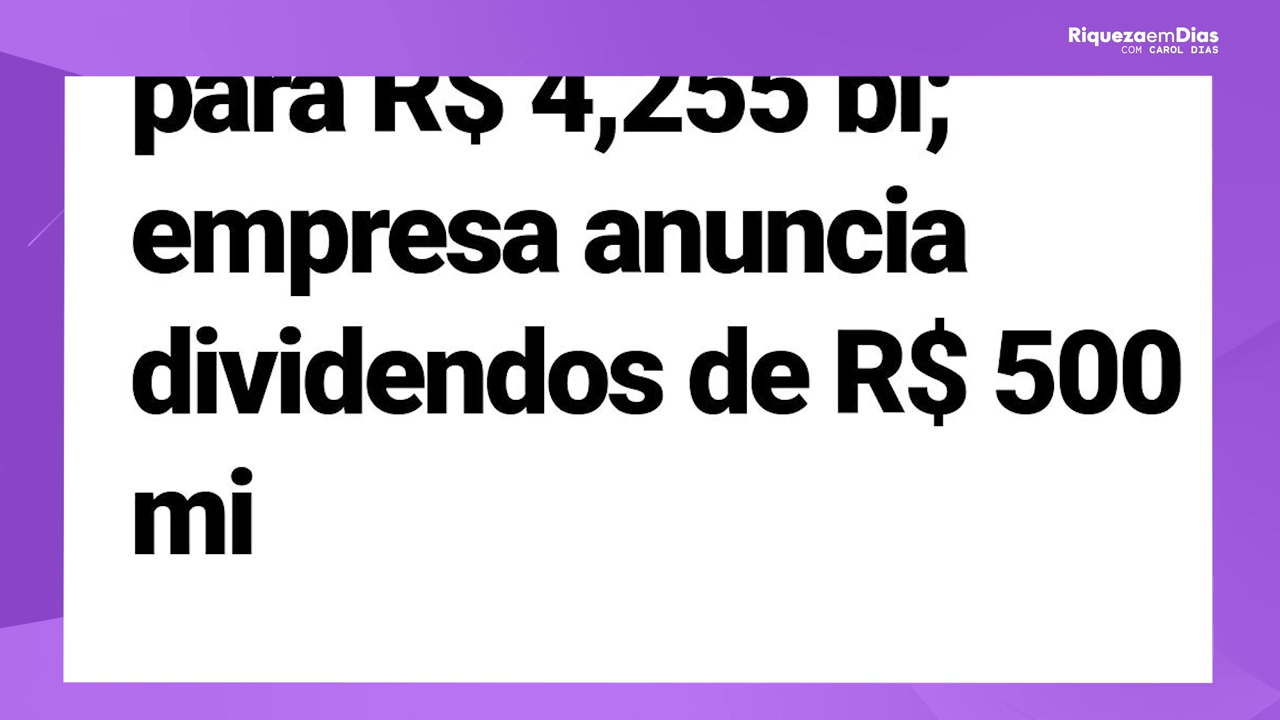 RiquezaemDias
COM CAROL DIAS
para R$ 4,255 bi;
empresa anuncia
dividendos de R$ 500
mi